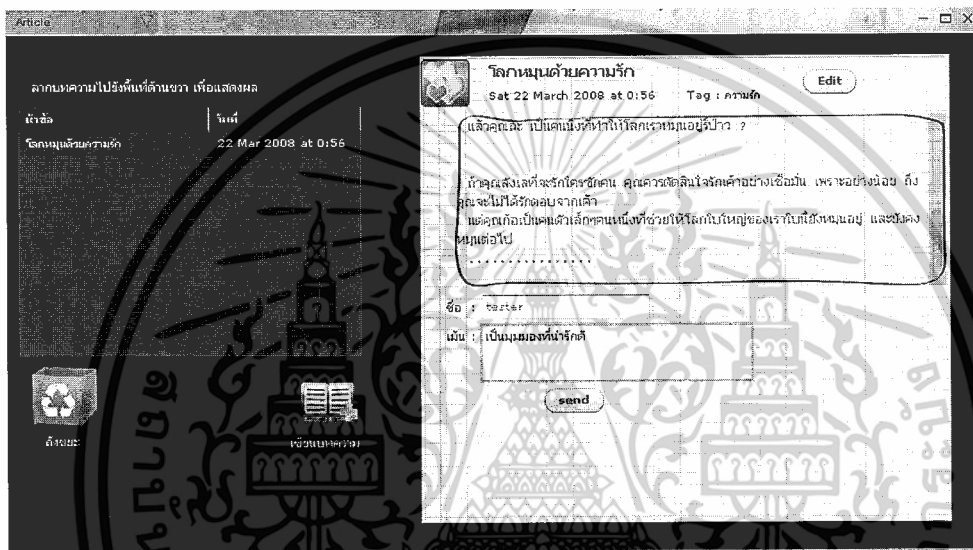 Article
ลากบทความไปยังพื้นที่ด้านขวา เพื่อแสดงผล
หัวข้อ วันที่
โลกหมุนด้วยความรัก 22 Mar 2008 at 0:56
ถังขยะ
เขียนบทความ
โลกหมุนด้วยความรัก
Edit
Sat 22 March 2008 at 0:56 Tag : ความรัก
แล้วคุณล่ะ เป็นคนนึงที่ทำให้โลกเราหมุนอยู่รึป่าว ?
ถ้าคุณลังเลที่จะรักใครซักคน คุณควรตัดสินใจรักเค้าอย่างเชื่อมั่น เพราะอย่างน้อย ถึง
คุณจะไม่ได้รักตอบจากเค้า
แต่คุณก้อเป็นคนตัวเล็กๆคนหนึ่งที่ช่วยให้โลกใบใหญ่ของเราใบนี้ยังหมุนอยู่ และยังคง
หมุนต่อไป
...............
ชื่อ : tester
เม้น : เป็นมุมมองที่น่ารักดี
send